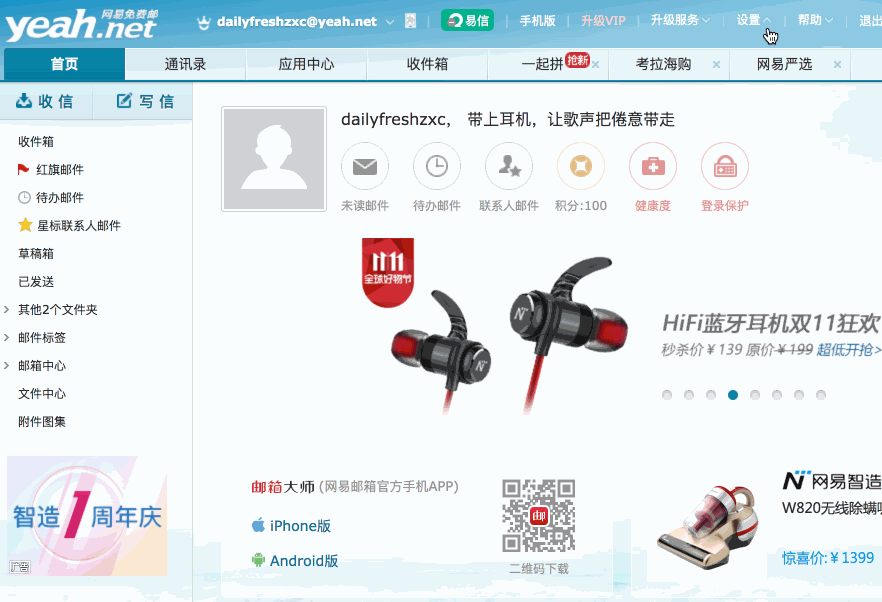 yeah.net 网易免费邮
dailyfreshzxc@yeah.net
易信
手机版
升级VIP
升级服务
设置
帮助
退出
首页
通讯录
应用中心
收件箱
一起拼 抢新
考拉海购
网易严选
收信
写信
收件箱
红旗邮件
待办邮件
星标联系人邮件
草稿箱
已发送
其他2个文件夹
邮件标签
邮箱中心
文件中心
附件图集
智造1周年庆
广告
dailyfreshzxc， 带上耳机，让歌声把倦意带走
未读邮件
待办邮件
联系人邮件
积分:100
健康度
登录保护
11.11
全球好物节
N
N
HiFi蓝牙耳机双11狂欢
秒杀价￥139 原价￥199 超低开抢>
邮箱大师 (网易邮箱官方手机APP)
iPhone版
Android版
邮
二维码下载
N 网易智造
W820无线除螨
惊喜价:￥1399